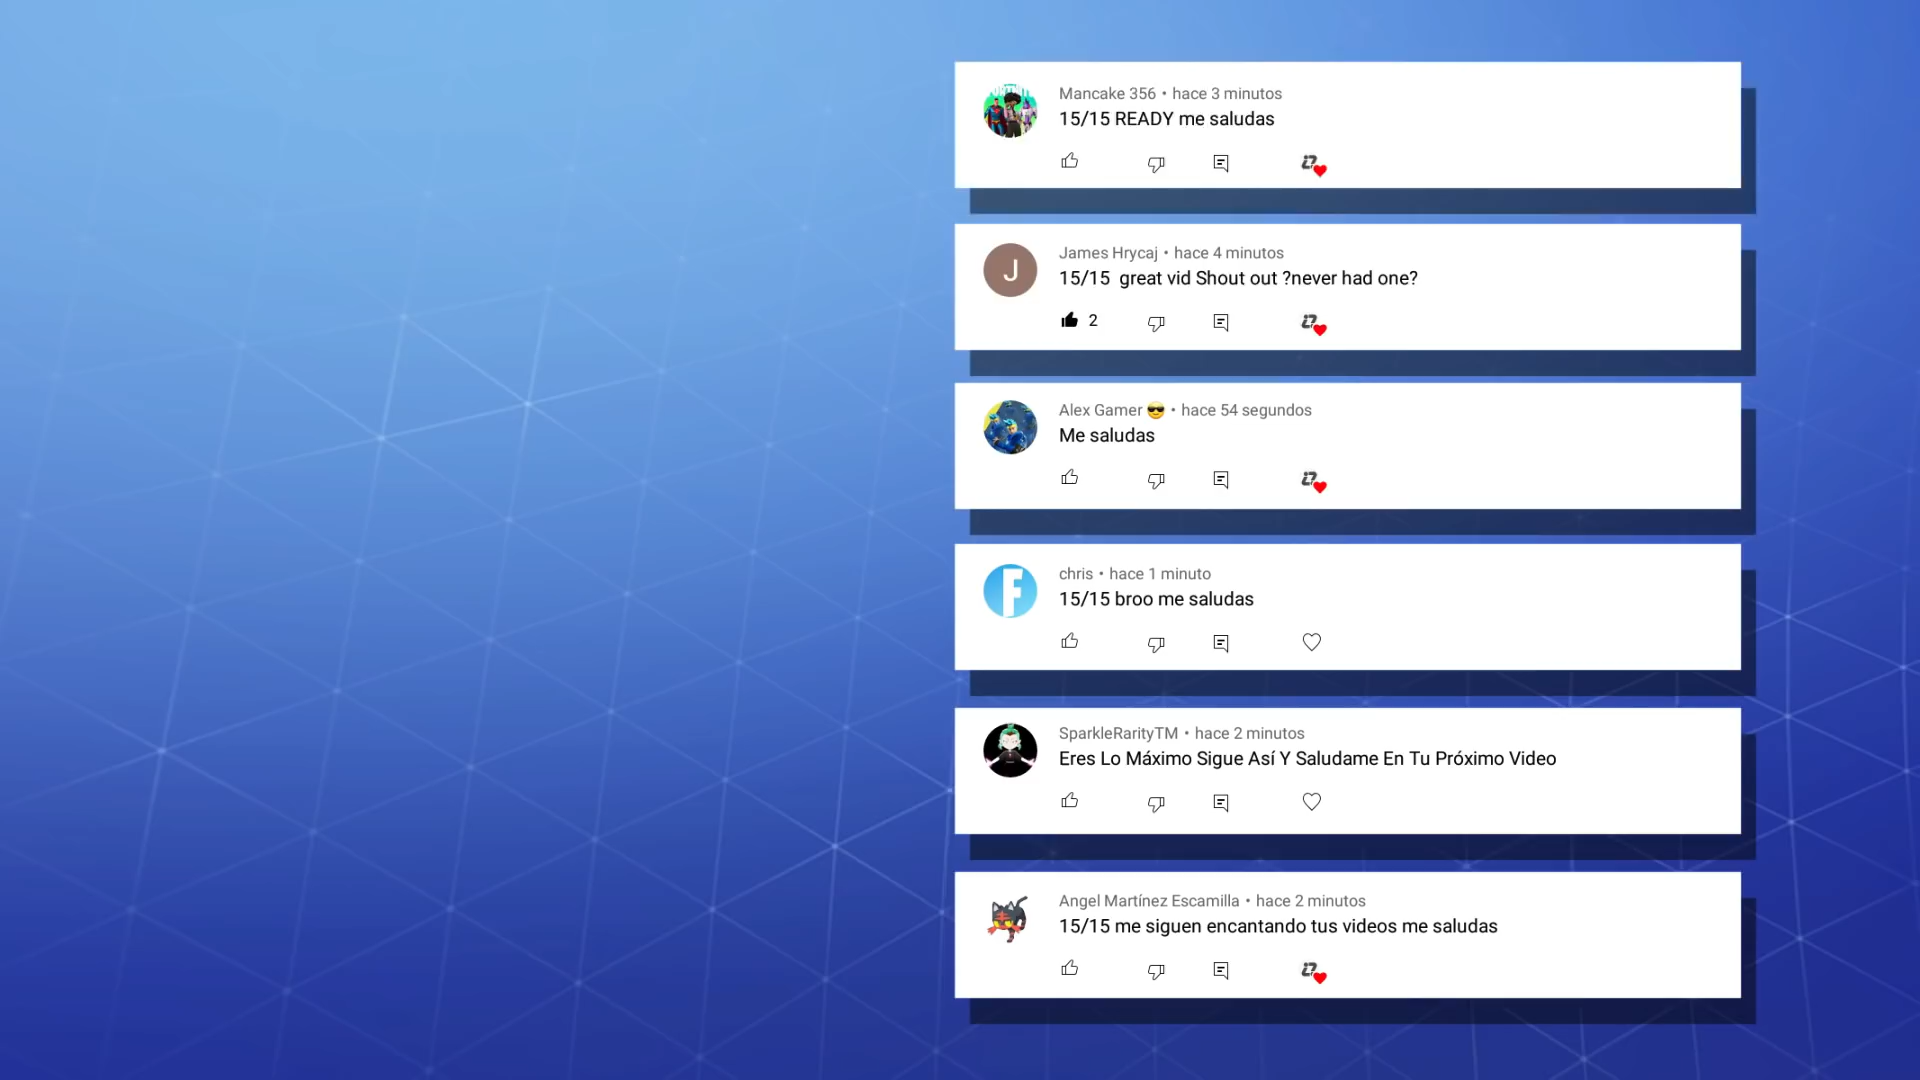 Mancake 356 • hace 3 minutos
15/15 READY me saludas
J
James Hrycaj • hace 4 minutos
15/15  great vid Shout out ?never had one?
2
Alex Gamer 😎 • hace 54 segundos
Me saludas
F
chris • hace 1 minuto
15/15 broo me saludas
SparkleRarityTM • hace 2 minutos
Eres Lo Máximo Sigue Así Y Saludame En Tu Próximo Video
Angel Martínez Escamilla • hace 2 minutos
15/15 me siguen encantando tus videos me saludas